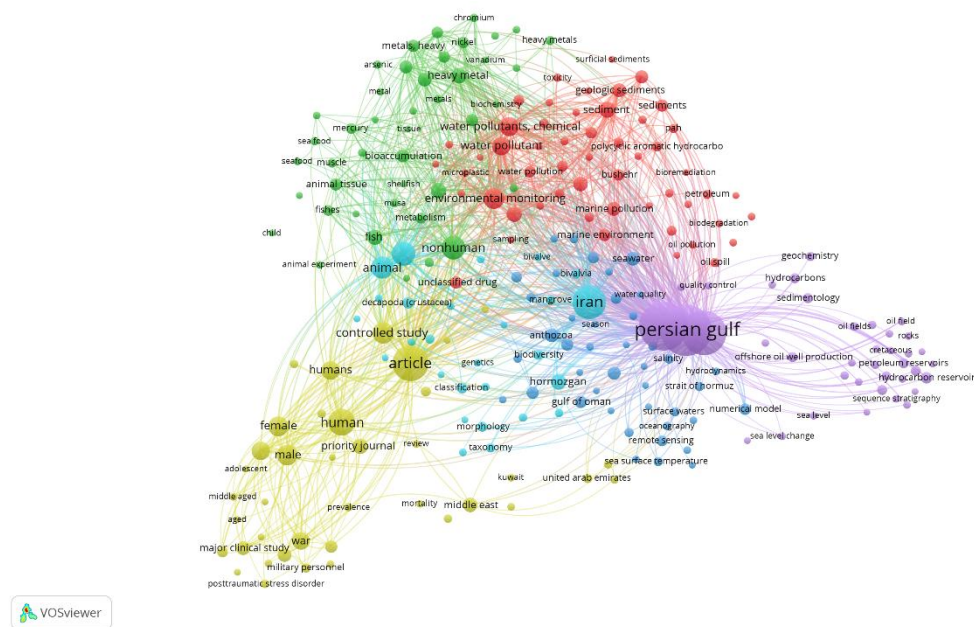 chromium
metals, heavy
nickel
heavy metals
arsenic
vanadium
surficial sediments
heavy metal
toxicity
metal
geologic sediments
metals
biochemistry
sediment
sediments
mercury
tissue
water pollutants, chemical
pah
sea food
water pollutant
polycyclic aromatic hydrocarbo
seafood
muscle
bioaccumulation
microplastic
water pollution
bushehr
bioremediation
animal tissue
shellfish
environmental monitoring
petroleum
fishes
musa
metabolism
marine pollution
biodegradation
child
fish
sampling
marine environment
oil pollution
nonhuman
bivalve
seawater
geochemistry
animal experiment
animal
oil spill
unclassified drug
bivalvia
quality control
hydrocarbons
decapoda (crustacea)
mangrove
iran
water quality
sedimentology
controlled study
season
persian gulf
oil fields
oil field
anthozoa
rocks
article
genetics
biodiversity
salinity
offshore oil well production
cretaceous
humans
hydrodynamics
petroleum reservoirs
classification
hormozgan
strait of hormuz
hydrocarbon reservoir
gulf of oman
sequence stratigraphy
human
surface waters
numerical model
sea level
female
morphology
oceanography
priority journal
review
taxonomy
remote sensing
sea level change
male
adolescent
sea surface temperature
kuwait
united arab emirates
middle aged
prevalence
mortality
middle east
aged
war
major clinical study
military personnel
posttraumatic stress disorder
VOSviewer